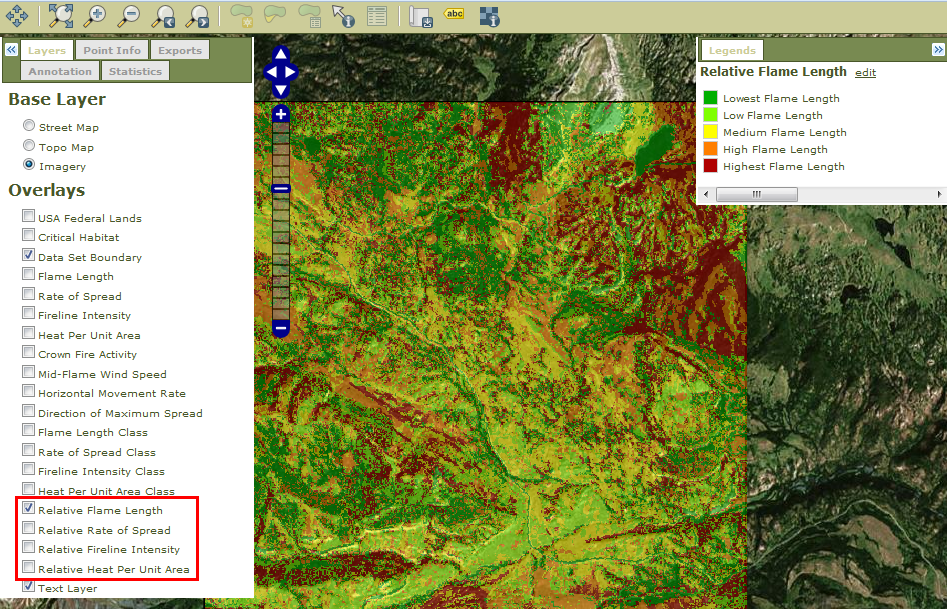 abc
Layers Point Info Exports
Annotation Statistics
Base Layer
Street Map
Topo Map
Imagery
Overlays
USA Federal Lands
Critical Habitat
Data Set Boundary
Flame Length
Rate of Spread
Fireline Intensity
Heat Per Unit Area
Crown Fire Activity
Mid-Flame Wind Speed
Horizontal Movement Rate
Direction of Maximum Spread
Flame Length Class
Rate of Spread Class
Fireline Intensity Class
Heat Per Unit Area Class
Relative Flame Length
Relative Rate of Spread
Relative Fireline Intensity
Relative Heat Per Unit Area
Text Layer
Legends
Relative Flame Length edit
Lowest Flame Length
Low Flame Length
Medium Flame Length
High Flame Length
Highest Flame Length